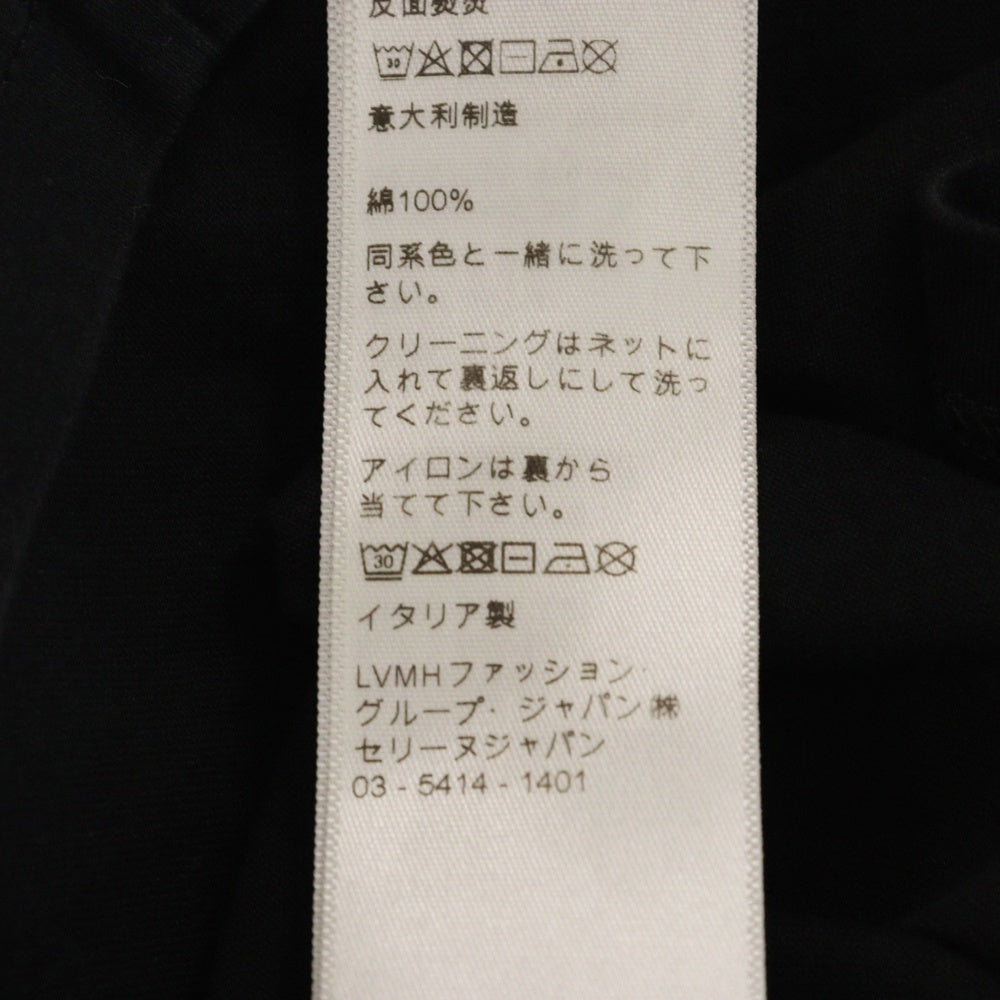 反面熨烫
30
意大利制造
綿100%
同系色と一緒に洗って下
さい。
クリーニングはネットに
入れて裏返しにして洗っ
てください。
アイロンは裏から
当てて下さい。
30
イタリア製
LVMHファッション·
グループ· ジャパン㈱
セリーヌジャパン
03 - 5414 - 1401